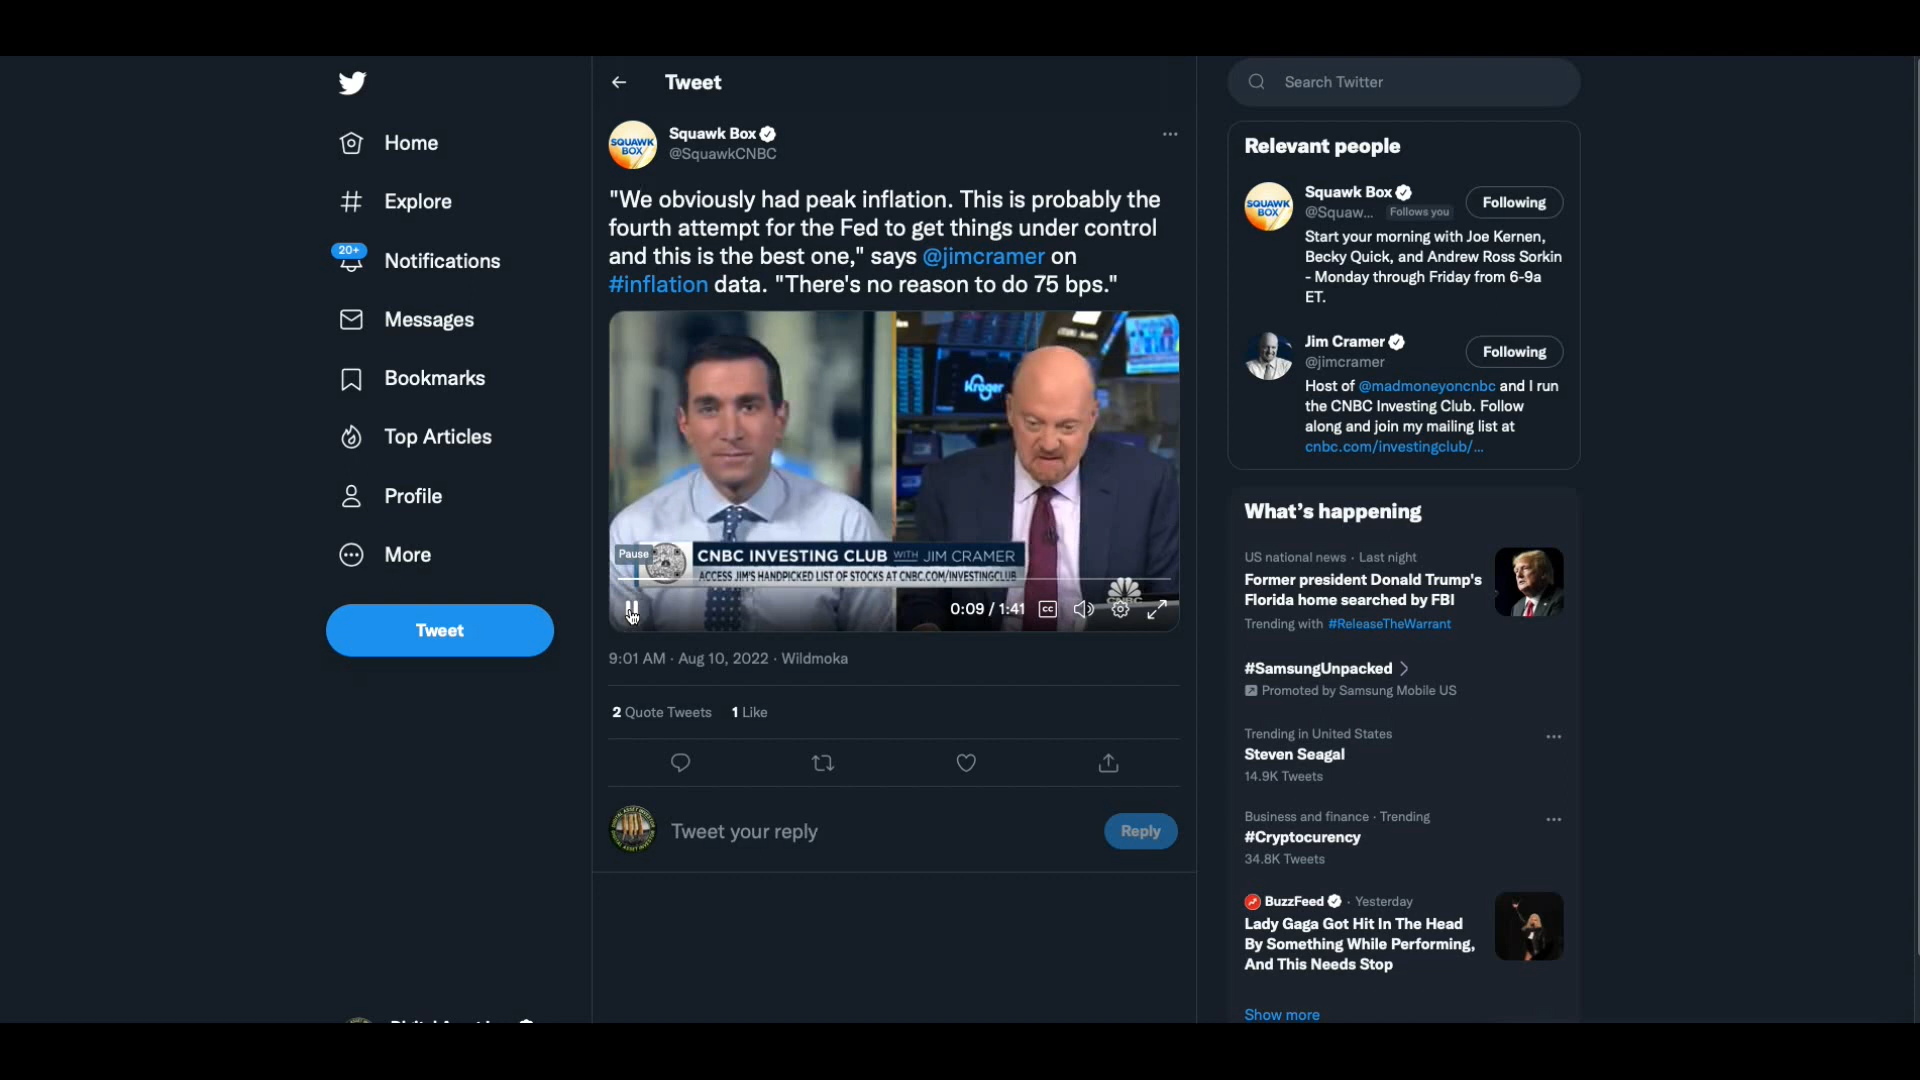 Home
Explore
20+
Notifications
Messages
Bookmarks
Top Articles
Profile
More
Tweet
Tweet
SQUAWK
BOX
Squawk Box
@SquawkCNBC
"We obviously had peak inflation. This is probably the
fourth attempt for the Fed to get things under control
and this is the best one," says @jimcramer on
#inflation data. "There's no reason to do 75 bps."
Kroger
Pause
CNBC INVESTING CLUB WITH JIM CRAMER
ACCESS JIM'S HANDPICKED LIST OF STOCKS AT CNBC.COM/INVESTINGCLUB
CNBC
0:09 / 1:41
CC
9:01 AM · Aug 10, 2022 · Wildmoka
2 Quote Tweets 1 Like
Tweet your reply
Reply
Search Twitter
Relevant people
SQUAWK
BOX
Squawk Box
@Squaw... Follows you
Following
Start your morning with Joe Kernen,
Becky Quick, and Andrew Ross Sorkin
- Monday through Friday from 6-9a
ET.
Jim Cramer
@jimcramer
Following
Host of @madmoneyoncnbc and I run
the CNBC Investing Club. Follow
along and join my mailing list at
cnbc.com/investingclub/...
What's happening
US national news · Last night
Former president Donald Trump's
Florida home searched by FBI
Trending with #ReleaseTheWarrant
#SamsungUnpacked
Promoted by Samsung Mobile US
Trending in United States
Steven Seagal
14.9K Tweets
Business and finance · Trending
#Cryptocurency
34.8K Tweets
BuzzFeed · Yesterday
Lady Gaga Got Hit In The Head
By Something While Performing,
And This Needs Stop
Show more